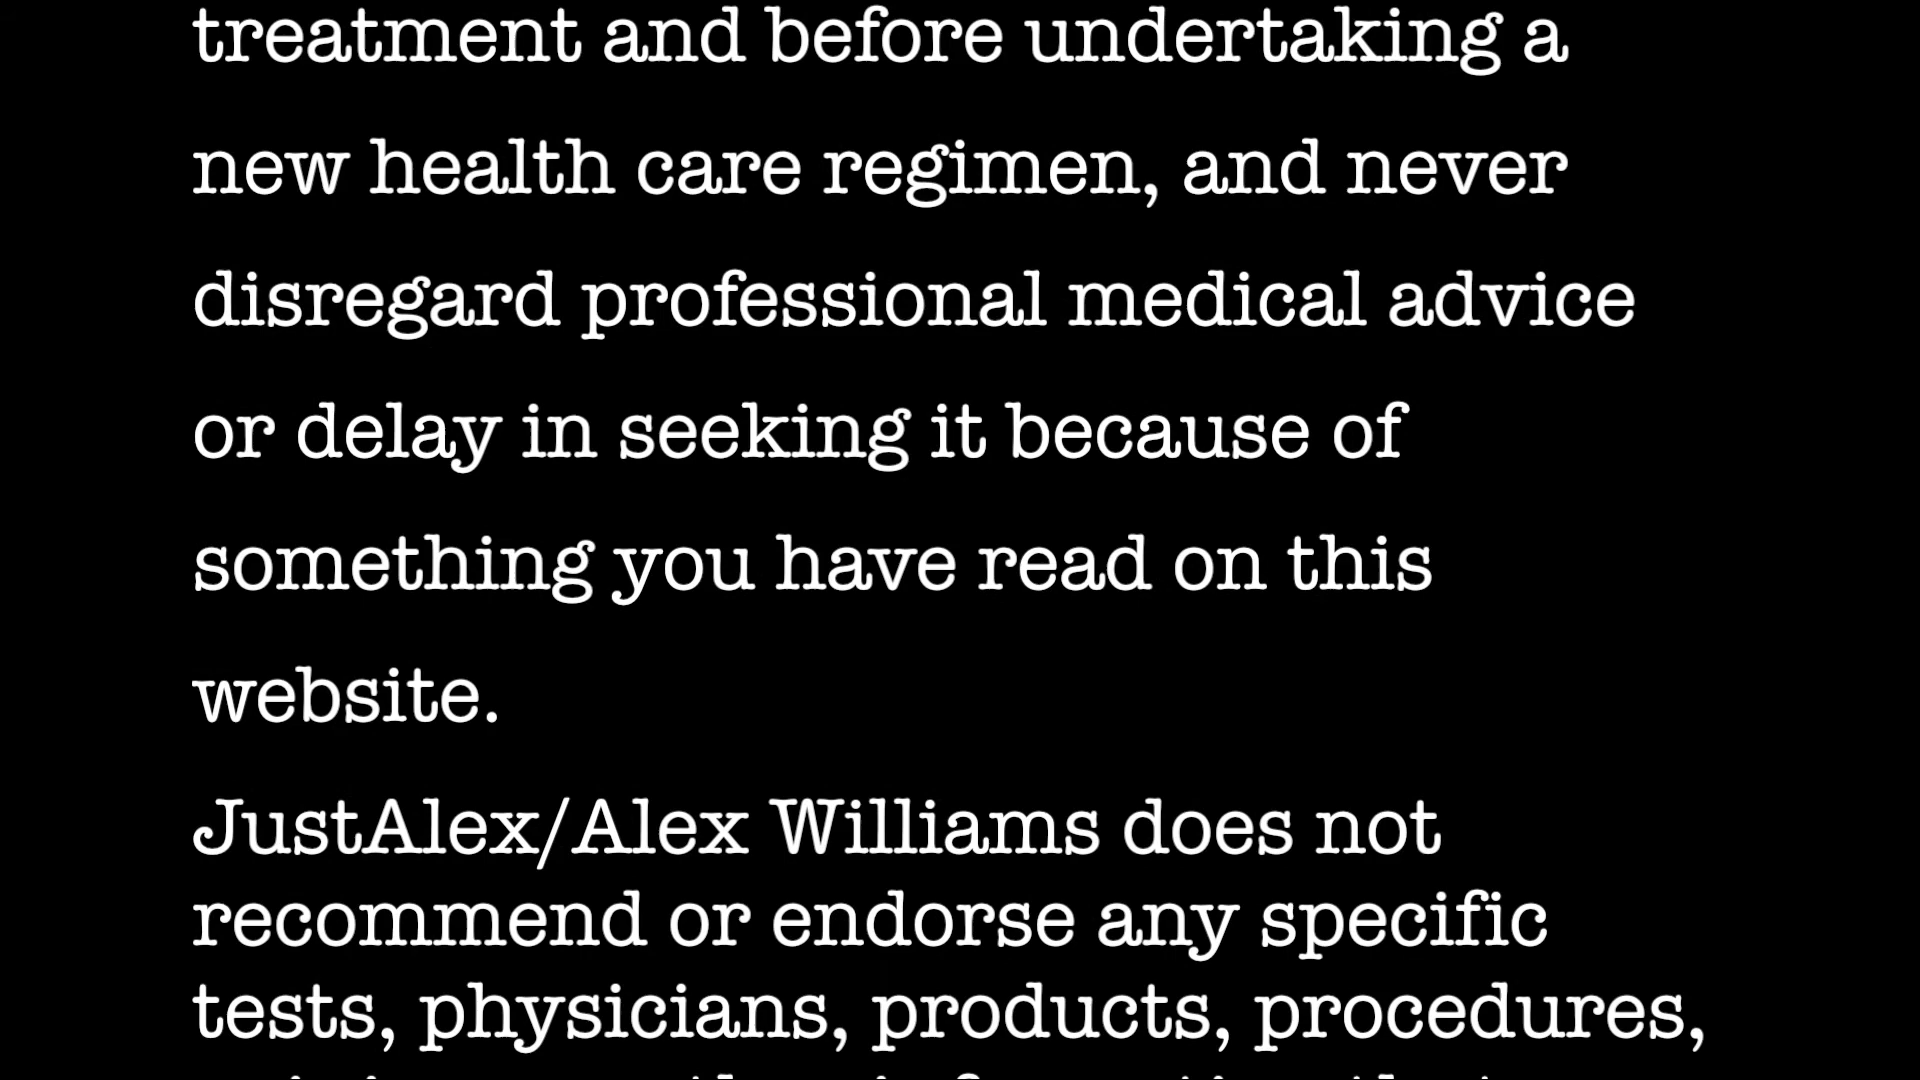 treatment and before undertaking a
new health care regimen, and never
disregard professional medical advice
or delay in seeking it because of
something you have read on this
website.
JustAlex/Alex Williams does not
recommend or endorse any specific
tests, physicians, products, procedures,